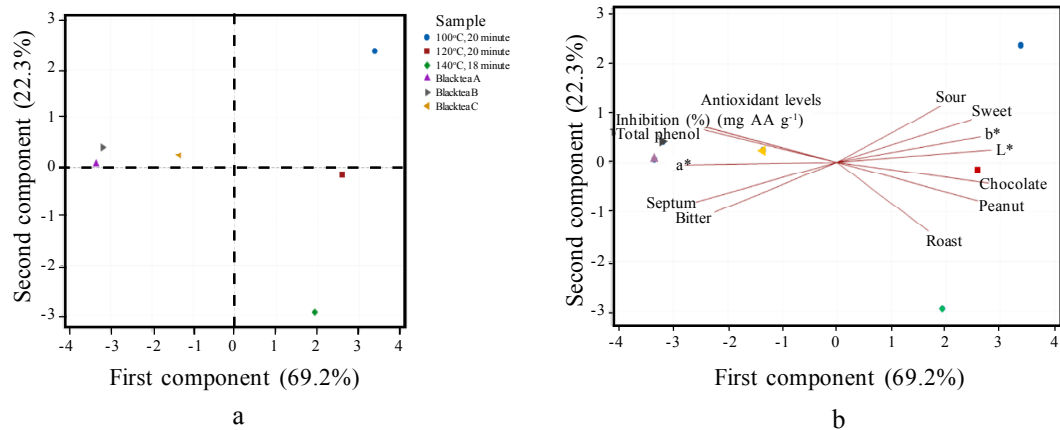 3
2
1
0
-1
-2
-3
Second component (22.3%)
-4
-3
-2
-1
0
1
2
3
4
First component (69.2%)
a
Sample
100°C, 20 minute
120°C, 20 minute
140°C, 18 minute
Blacktea A
Blacktea B
Blacktea C
3
2
1
0
-1
-2
-3
Second component (22.3%)
Antioxidant levels
Inhibition (%) (mg AA g-1)
Total phenol
a*
Septum
Bitter
Sour
Sweet
b*
L*
Chocolate
Peanut
Roast
-4
-3
-2
-1
0
1
2
3
4
First component (69.2%)
b